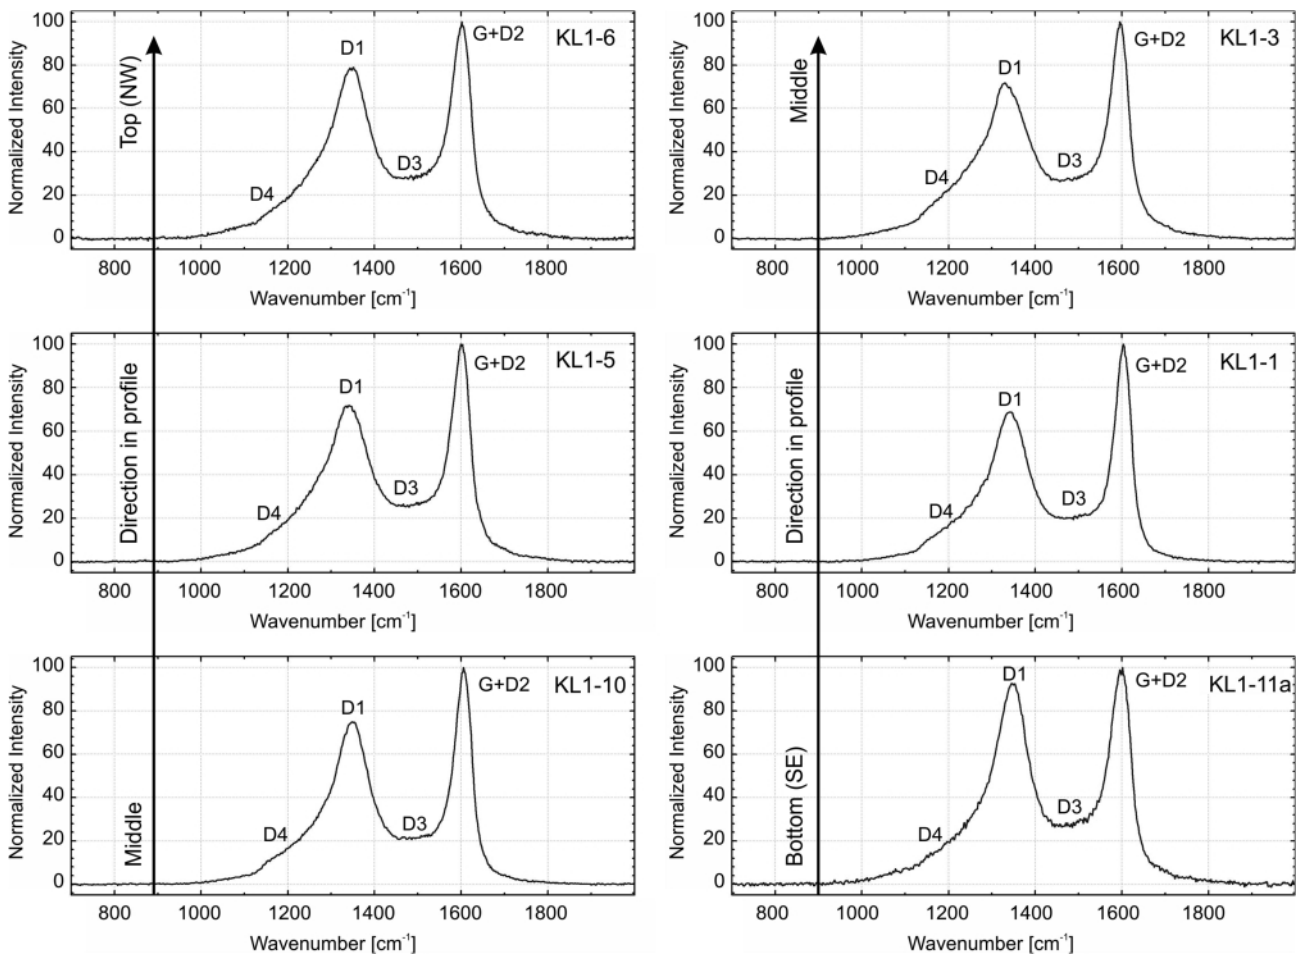 Normalized Intensity
100
80
60
40
20
0
Top (NW)
D4
D1
D3
G+D2
KL1-6
800
1000
1200
1400
1600
1800
Wavenumber [cm-1]
Normalized Intensity
100
80
60
40
20
0
Middle
D4
D1
D3
G+D2
KL1-3
800
1000
1200
1400
1600
1800
Wavenumber [cm-1]
Normalized Intensity
100
80
60
40
20
0
Direction in profile
D4
D1
D3
G+D2
KL1-5
800
1000
1200
1400
1600
1800
Wavenumber [cm-1]
Normalized Intensity
100
80
60
40
20
0
Direction in profile
D4
D1
D3
G+D2
KL1-1
800
1000
1200
1400
1600
1800
Wavenumber [cm-1]
Normalized Intensity
100
80
60
40
20
0
Middle
D4
D1
D3
G+D2
KL1-10
800
1000
1200
1400
1600
1800
Wavenumber [cm-1]
Normalized Intensity
100
80
60
40
20
0
Bottom (SE)
D4
D1
D3
G+D2
KL1-11a
800
1000
1200
1400
1600
1800
Wavenumber [cm-1]